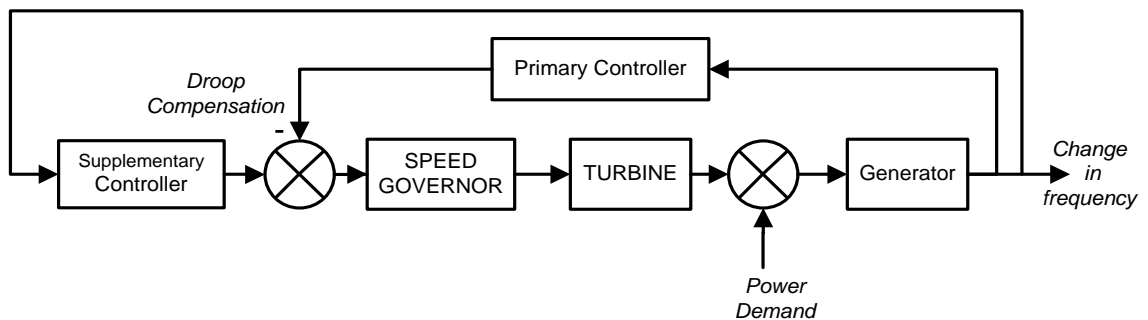 Primary Controller
Droop
Compensation
-
Supplementary
Controller
SPEED
GOVERNOR
TURBINE
Generator
Change
in
frequency
Power
Demand